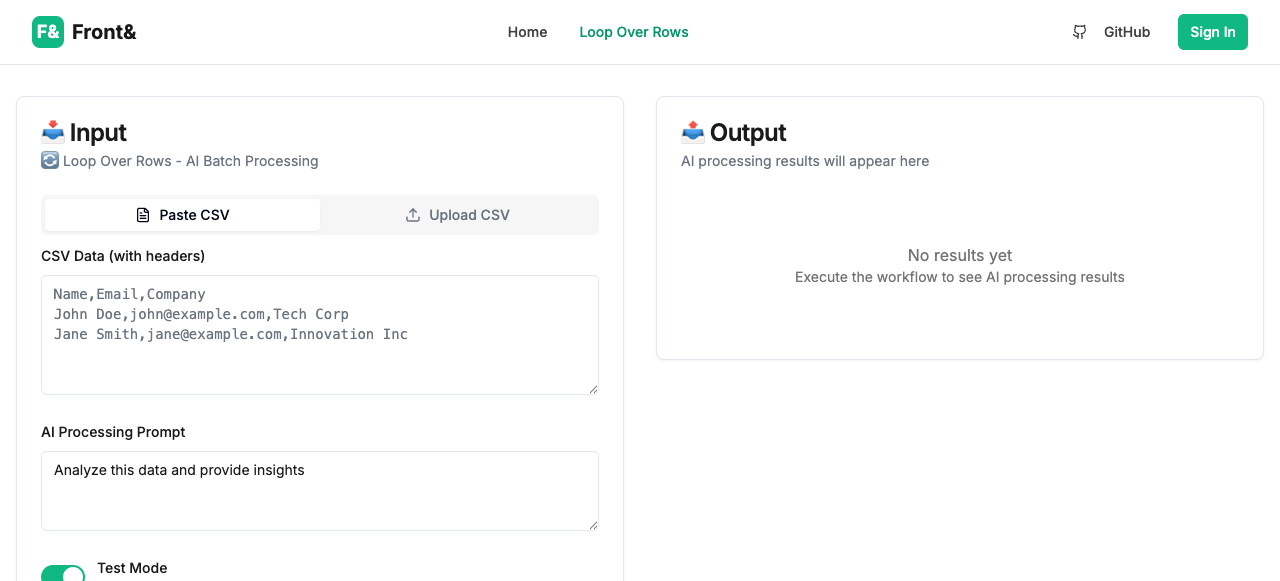 F& Front&
Home
Loop Over Rows
GitHub
Sign In
Input
Loop Over Rows - AI Batch Processing
Paste CSV
Upload CSV
CSV Data (with headers)
Name,Email,Company
John Doe,john@example.com,Tech Corp
Jane Smith,jane@example.com,Innovation Inc
AI Processing Prompt
Analyze this data and provide insights
Test Mode
Output
AI processing results will appear here
No results yet
Execute the workflow to see AI processing results